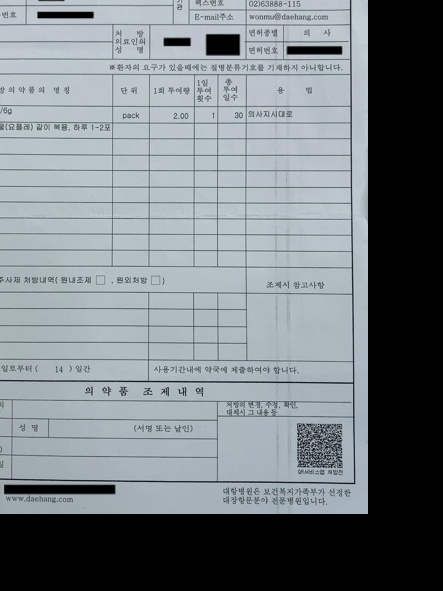 관
팩스번호 02)63888-115
번호
E-mail주소 wonmu@daehang.com
처 방
의료인의
성 명
면허종별 의 사
면허번호
※환자의 요구가 있을때에는 질병분류기호를 기재하지 아니합니다.
방 의 약 품 의 명 칭 단 위 1회 투여량 1일 투여 횟수 총 투여 일수 용 법
/6g pack 2.00 1 30 의사지시대로
물(요플레) 같이 복용, 하루 1-2포
주사제 처방내역( 원내조제 □ , 원외처방 □ )
조제시 참고사항
일로부터 ( 14 ) 일간 사용기간내에 약국에 제출하여야 합니다.
의 약 품 조 제 내 역
처방의 변경, 수정, 확인,
대체시 그 내용 등
성 명 (서명 또는 날인)
)
일
QR서비스앱 처방전
www.daehang.com
대항병원은 보건복지가족부가 선정한
대장항문분야 전문병원입니다.